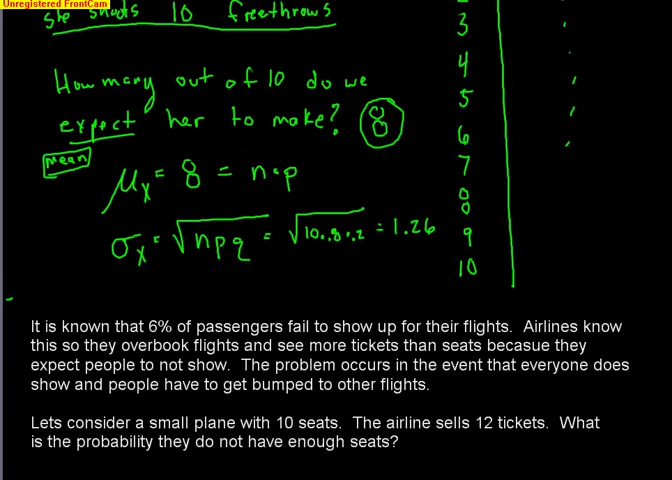 Unregistered FrontCam
she shoots 10 freethrows
How many out of 10 do we
expect her to make? 8
mean
μx = 8 = n·p
σx = √npq = √10·.8·.2 = 1.26
3
4
5
6
7
8
9
10
It is known that 6% of passengers fail to show up for their flights. Airlines know
this so they overbook flights and see more tickets than seats becasue they
expect people to not show. The problem occurs in the event that everyone does
show and people have to get bumped to other flights.
Lets consider a small plane with 10 seats. The airline sells 12 tickets. What
is the probability they do not have enough seats?